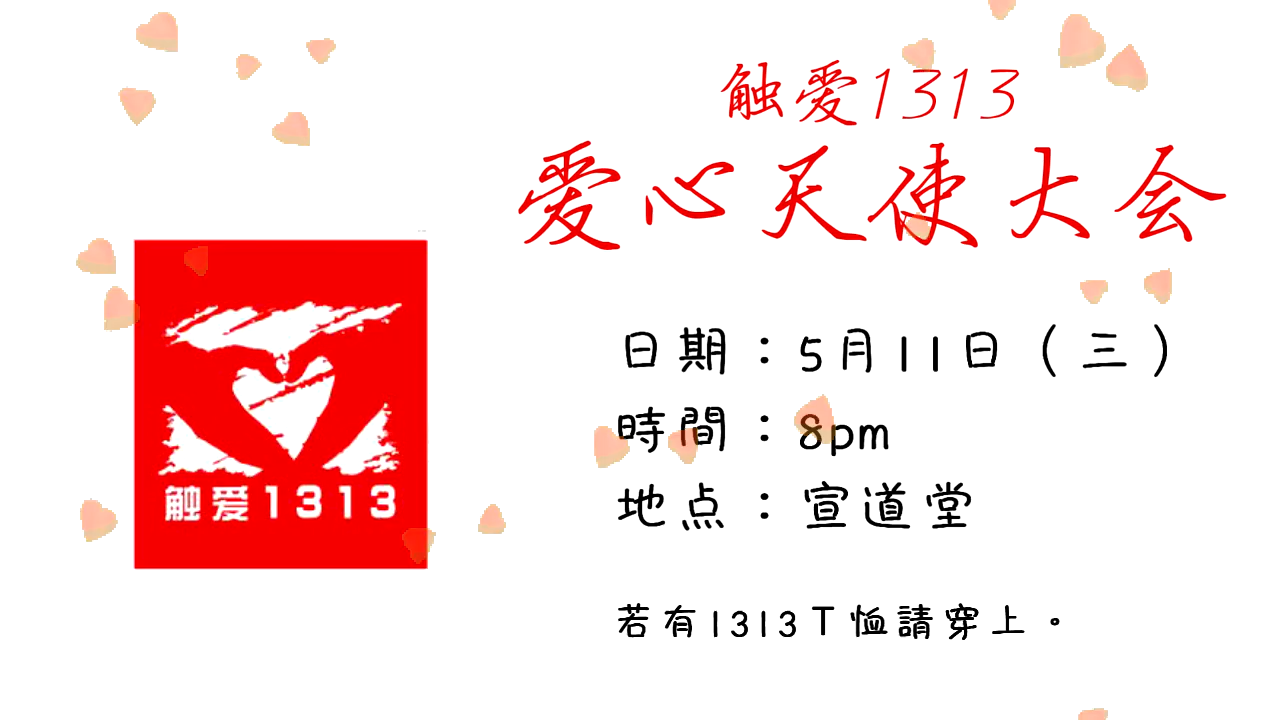 触爱1313
爱心天使大会
触爱1313
日期：5月11日（三）
時間：8pm
地点：宣道堂
若有1313T恤請穿上。